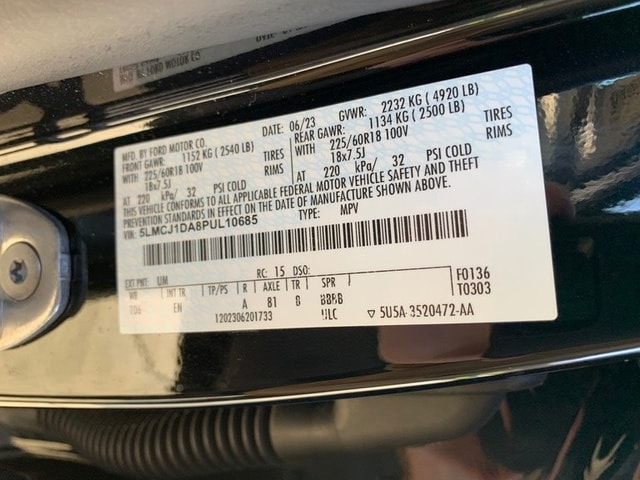 MFD. BY FORD MOTOR CO.
DATE: 06/23 GVWR: 2232 KG ( 4920 LB)
FRONT GAWR: 1152 KG ( 2540 LB) REAR GAWR: 1134 KG ( 2500 LB)
WITH 225/60R18 100V TIRES WITH 225/60R18 100V TIRES
18x7.5J RIMS 18x7.5J RIMS
AT 220 kPa/ 32 PSI COLD AT 220 kPa/ 32 PSI COLD
THIS VEHICLE CONFORMS TO ALL APPLICABLE FEDERAL MOTOR VEHICLE SAFETY AND THEFT
PREVENTION STANDARDS IN EFFECT ON THE DATE OF MANUFACTURE SHOWN ABOVE.
VIN: 5LMCJ1DA8PUL10685 TYPE: MPV
EXT PNT: UM RC: 15 DSO: F0136
WB INT TR TP/PS R AXLE TR SPR T0303
106 EN A 81 8 BBBB
1202306201733 ULC 5U5A-3520472-AA